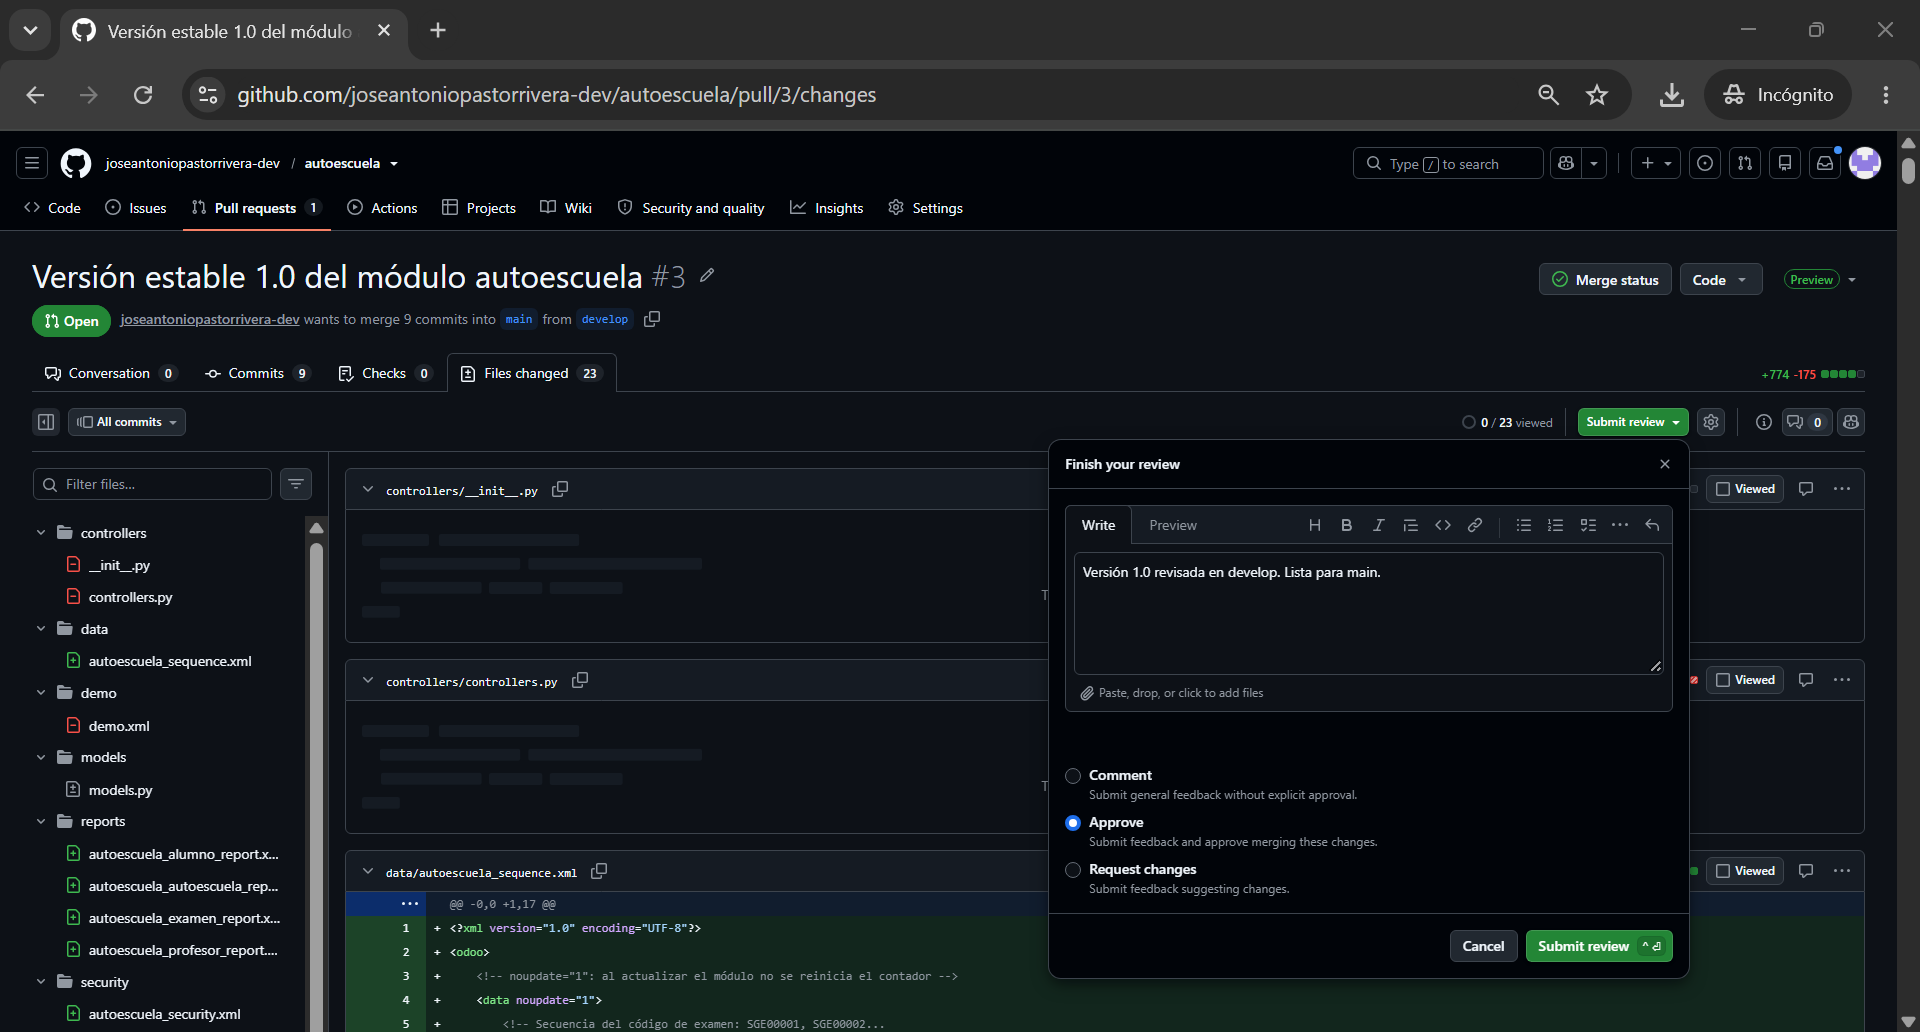 Versión estable 1.0 del módulo
github.com/joseantoniopastorrivera-dev/autoescuela/pull/3/changes
Incógnito
joseantoniopastorrivera-dev / autoescuela
Type / to search
Code
Issues
Pull requests 1
Actions
Projects
Wiki
Security and quality
Insights
Settings
Versión estable 1.0 del módulo autoescuela #3
Merge status
Code
Preview
Open
joseantoniopastorrivera-dev wants to merge 9 commits into main from develop
Conversation 0
Commits 9
Checks 0
Files changed 23
+774 -175
All commits
0 / 23 viewed
Submit review
0
Filter files...
controllers
__init__.py
controllers.py
data
autoescuela_sequence.xml
demo
demo.xml
models
models.py
reports
autoescuela_alumno_report.x...
autoescuela_autoescuela_rep...
autoescuela_examen_report.x...
autoescuela_profesor_report....
security
autoescuela_security.xml
controllers/__init__.py
Viewed
T
controllers/controllers.py
Viewed
T
data/autoescuela_sequence.xml
Viewed
@@ -0,0 +1,17 @@
1 + <?xml version="1.0" encoding="UTF-8"?>
2 + <odoo>
3 + <!-- noupdate="1": al actualizar el módulo no se reinicia el contador -->
4 + <data noupdate="1">
5 + <!-- Secuencia del código de examen: SGE00001, SGE00002...
Finish your review
Write
Preview
Versión 1.0 revisada en develop. Lista para main.
Paste, drop, or click to add files
Comment
Submit general feedback without explicit approval.
Approve
Submit feedback and approve merging these changes.
Request changes
Submit feedback suggesting changes.
Cancel
Submit review ^ ⏎